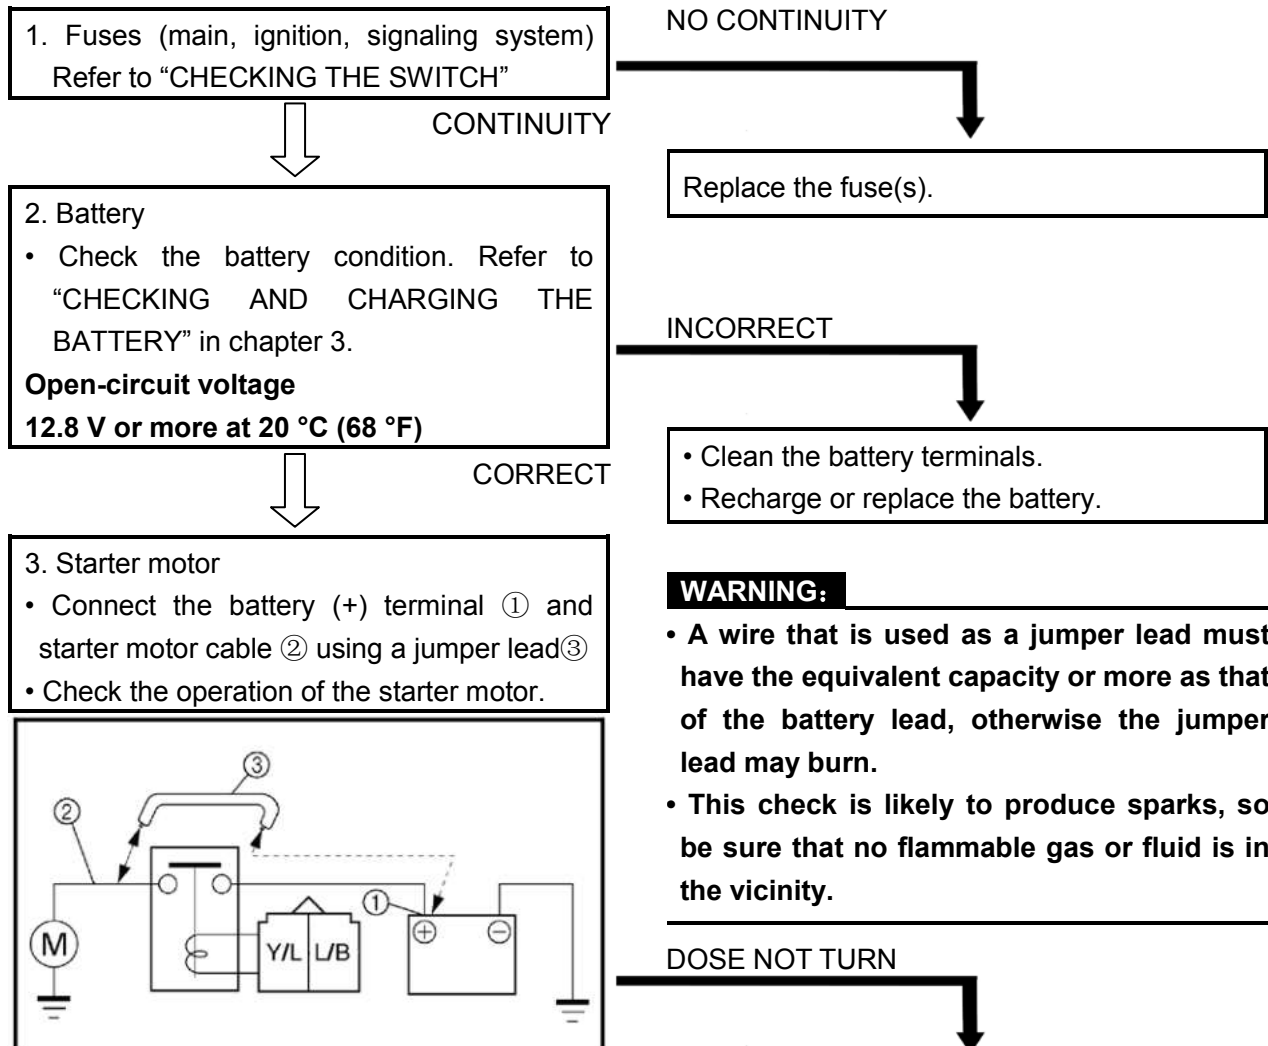 1. Fuses (main, ignition, signaling system)
Refer to “CHECKING THE SWITCH”
NO CONTINUITY
CONTINUITY
Replace the fuse(s).
2. Battery
• Check the battery condition. Refer to
“CHECKING AND CHARGING THE
BATTERY” in chapter 3.
Open-circuit voltage
12.8 V or more at 20 °C (68 °F)
INCORRECT
CORRECT
• Clean the battery terminals.
• Recharge or replace the battery.
3. Starter motor
• Connect the battery (+) terminal ① and
starter motor cable ② using a jumper lead③
• Check the operation of the starter motor.
WARNING：
• A wire that is used as a jumper lead must
have the equivalent capacity or more as that
of the battery lead, otherwise the jumper
lead may burn.
• This check is likely to produce sparks, so
be sure that no flammable gas or fluid is in
the vicinity.
③
②
①
M
Y/L L/B
+ −
DOSE NOT TURN